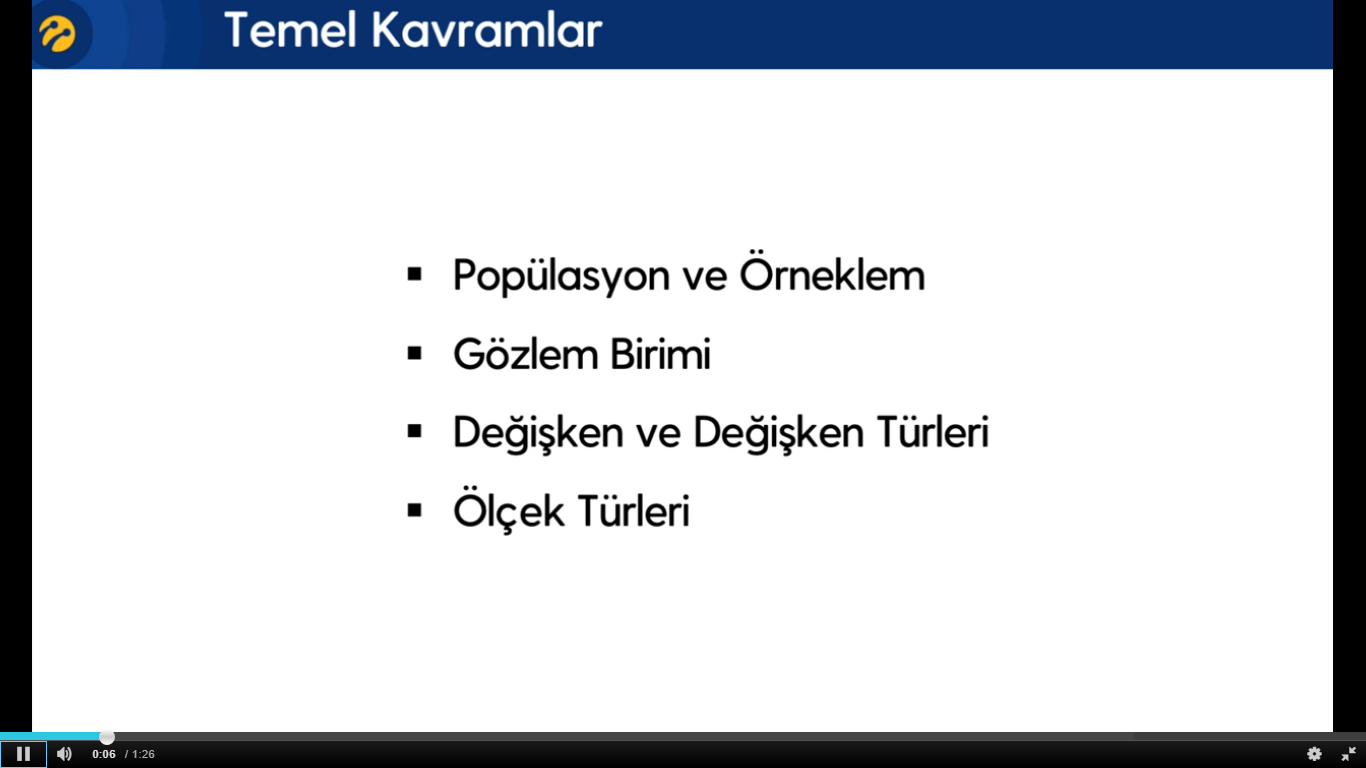 Temel Kavramlar
▪ Popülasyon ve Örneklem
▪ Gözlem Birimi
▪ Değişken ve Değişken Türleri
▪ Ölçek Türleri
0:06 / 1:26